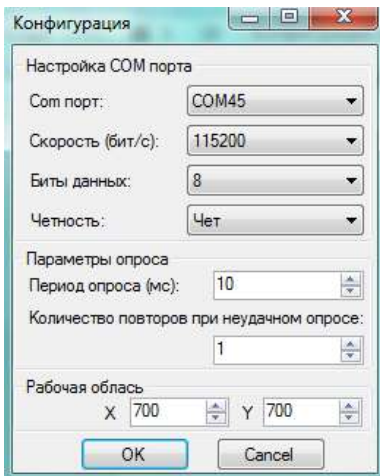 Конфигурация
Настройка COM порта
Com порт: COM45
Скорость (бит/с): 115200
Биты данных: 8
Четность: Чет
Параметры опроса
Период опроса (мс): 10
Количество повторов при неудачном опросе:
1
Рабочая облась
X 700 Y 700
OK Cancel